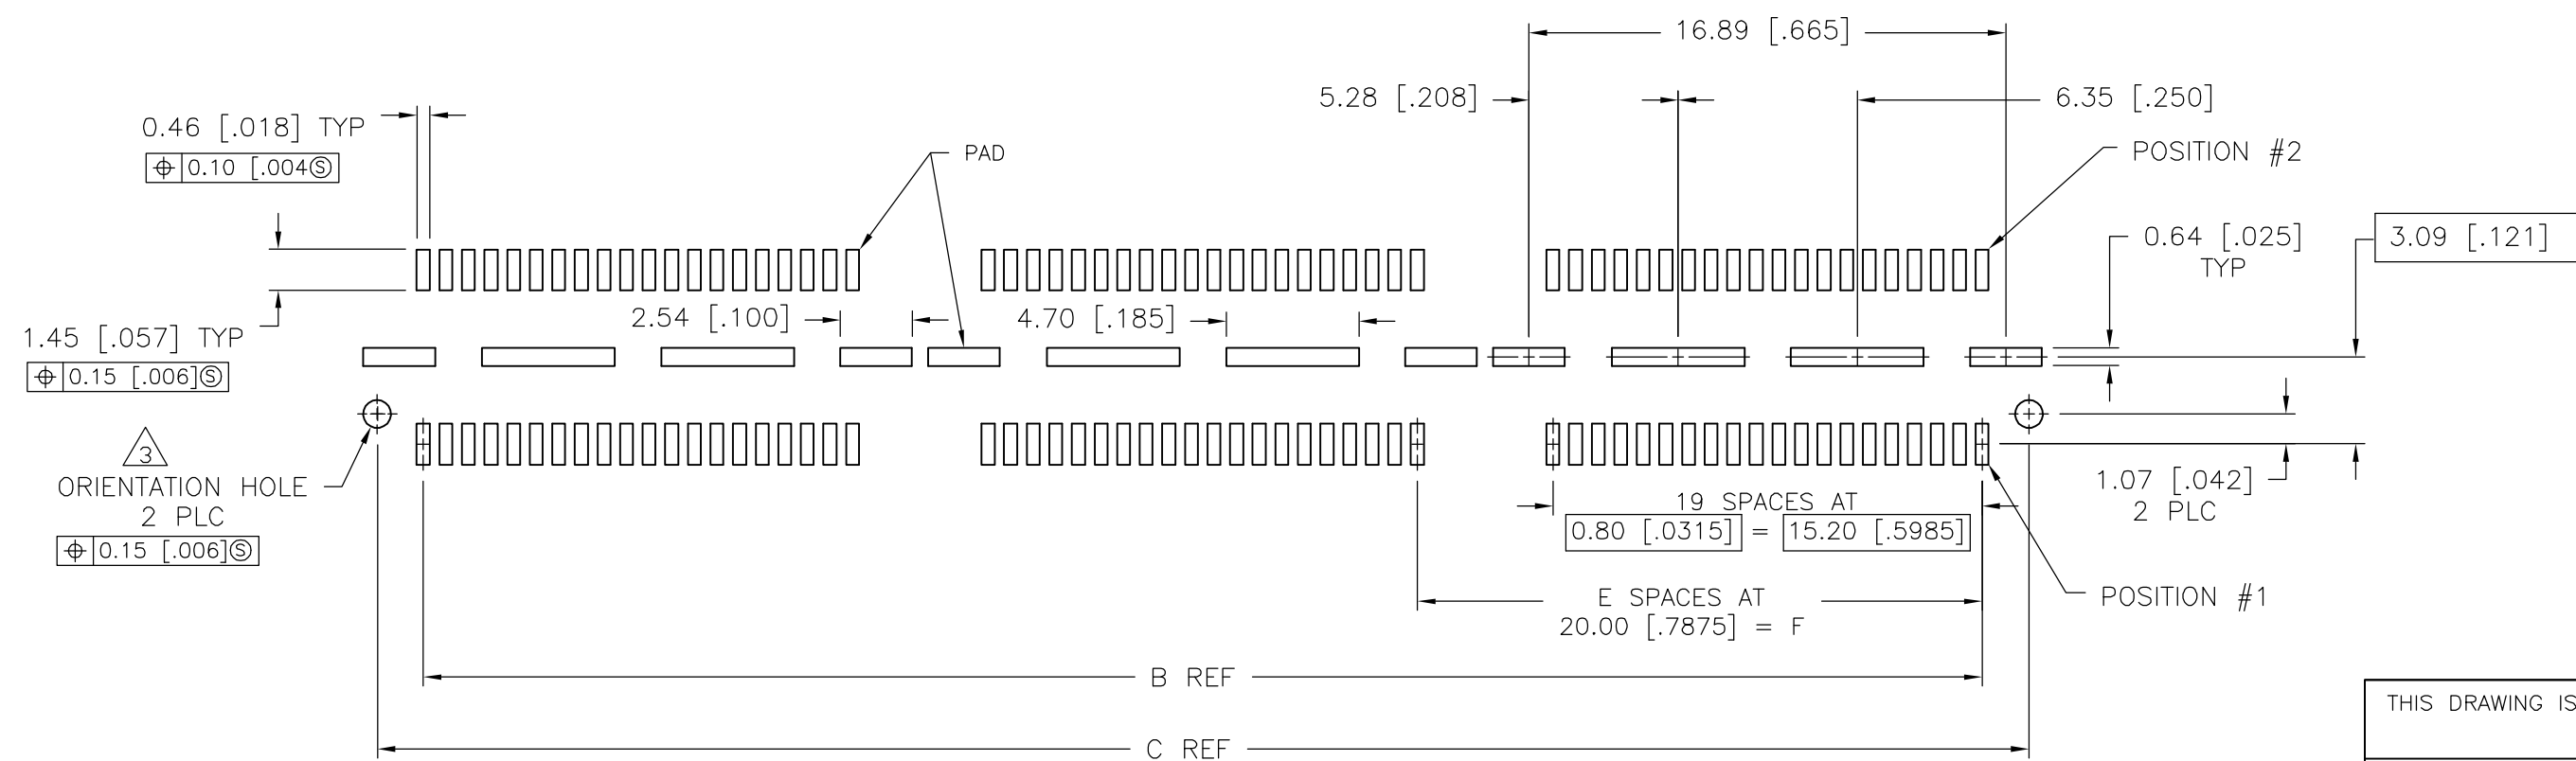 16.89 [.665]
5.28 [.208]
6.35 [.250]
0.46 [.018] TYP
⌖ 0.10 [.004Ⓢ
PAD
POSITION #2
3.09 [.121]
0.64 [.025]
TYP
2.54 [.100]
4.70 [.185]
1.45 [.057] TYP
⌖ 0.15 [.006]Ⓢ
3
ORIENTATION HOLE
2 PLC
⌖ 0.15 [.006]Ⓢ
1.07 [.042]
2 PLC
19 SPACES AT
0.80 [.0315] = 15.20 [.5985]
E SPACES AT
20.00 [.7875] = F
POSITION #1
B REF
C REF
THIS DRAWING IS